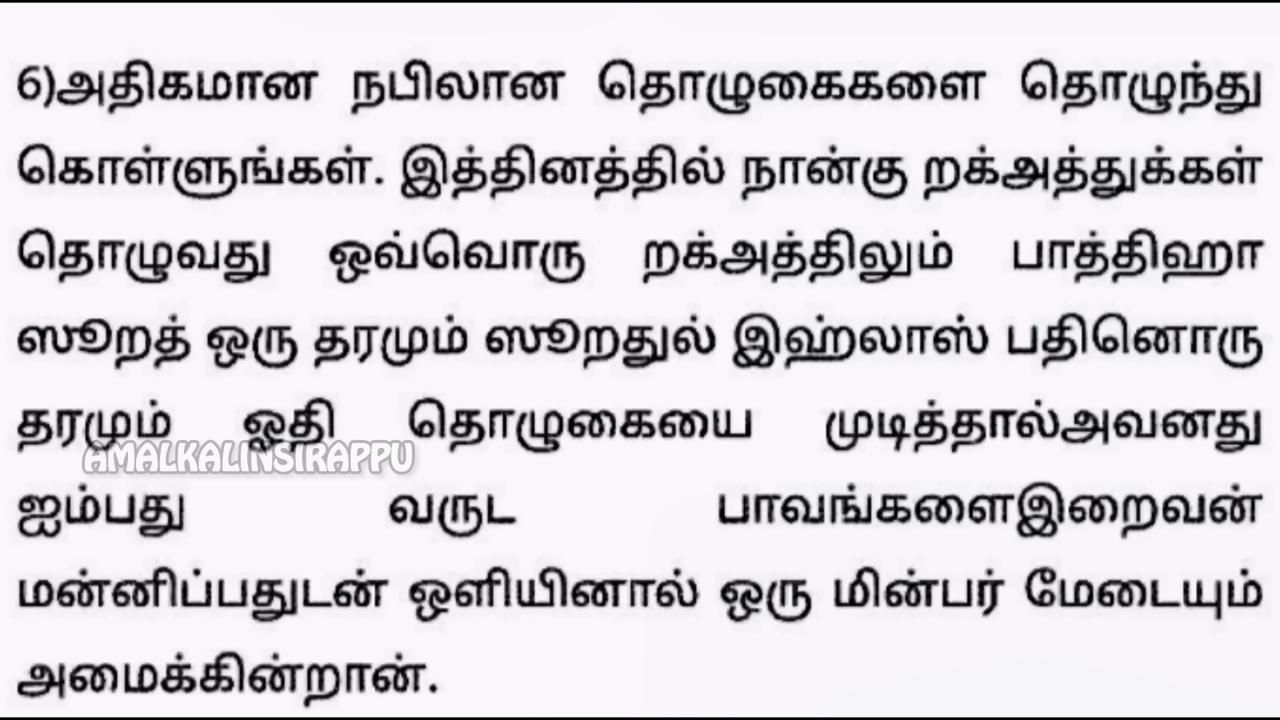 6)அதிகமான நபிலான தொழுகைகளை தொழுந்து
கொள்ளுங்கள். இத்தினத்தில் நான்கு றக்அத்துக்கள்
தொழுவது ஒவ்வொரு றக்அத்திலும் பாத்திஹா
ஸூறத் ஒரு தரமும் ஸூறதுல் இஹ்லாஸ் பதினொரு
தரமும் ஓதி தொழுகையை முடித்தால்அவனது
AMALKALINSIRAPPU
ஐம்பது வருட பாவங்களைஇறைவன்
மன்னிப்பதுடன் ஒளியினால் ஒரு மின்பர் மேடையும்
அமைக்கின்றான்.